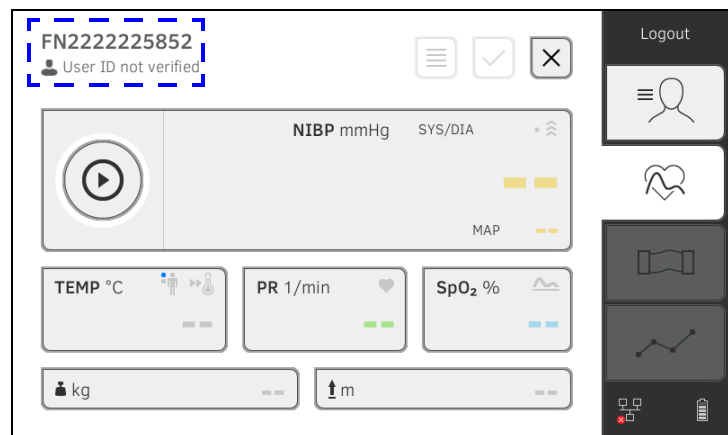 FN2222225852
User ID not verified
Logout
NIBP mmHg SYS/DIA
-- --
MAP --
TEMP °C
--
PR 1/min
--
SpO₂ %
--
kg --
m --